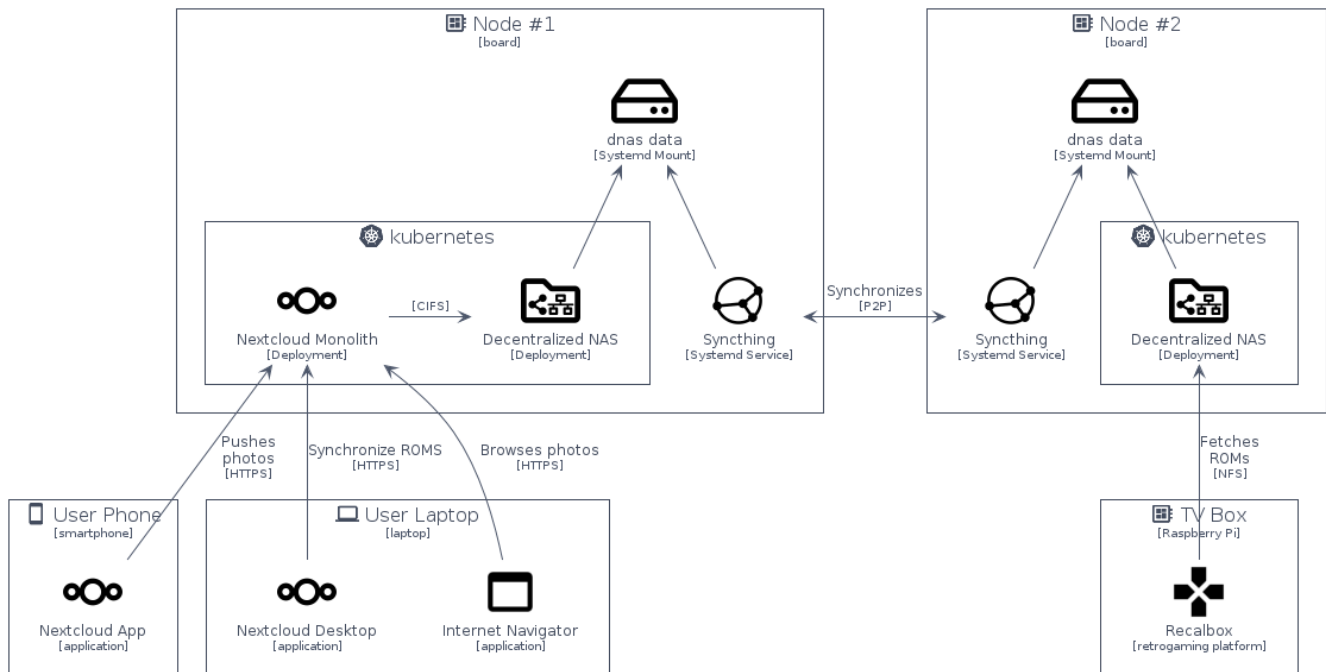 Node #1
[board]
Node #2
[board]
dnas data
[Systemd Mount]
dnas data
[Systemd Mount]
kubernetes
kubernetes
[CIFS]
Nextcloud Monolith
[Deployment]
Decentralized NAS
[Deployment]
Syncthing
[Systemd Service]
Synchronizes
[P2P]
Syncthing
[Systemd Service]
Decentralized NAS
[Deployment]
Pushes
photos
[HTTPS]
Synchronize ROMS
[HTTPS]
Browses photos
[HTTPS]
Fetches
ROMs
[NFS]
User Phone
[smartphone]
User Laptop
[laptop]
TV Box
[Raspberry Pi]
Nextcloud App
[application]
Nextcloud Desktop
[application]
Internet Navigator
[application]
Recalbox
[retrogaming platform]